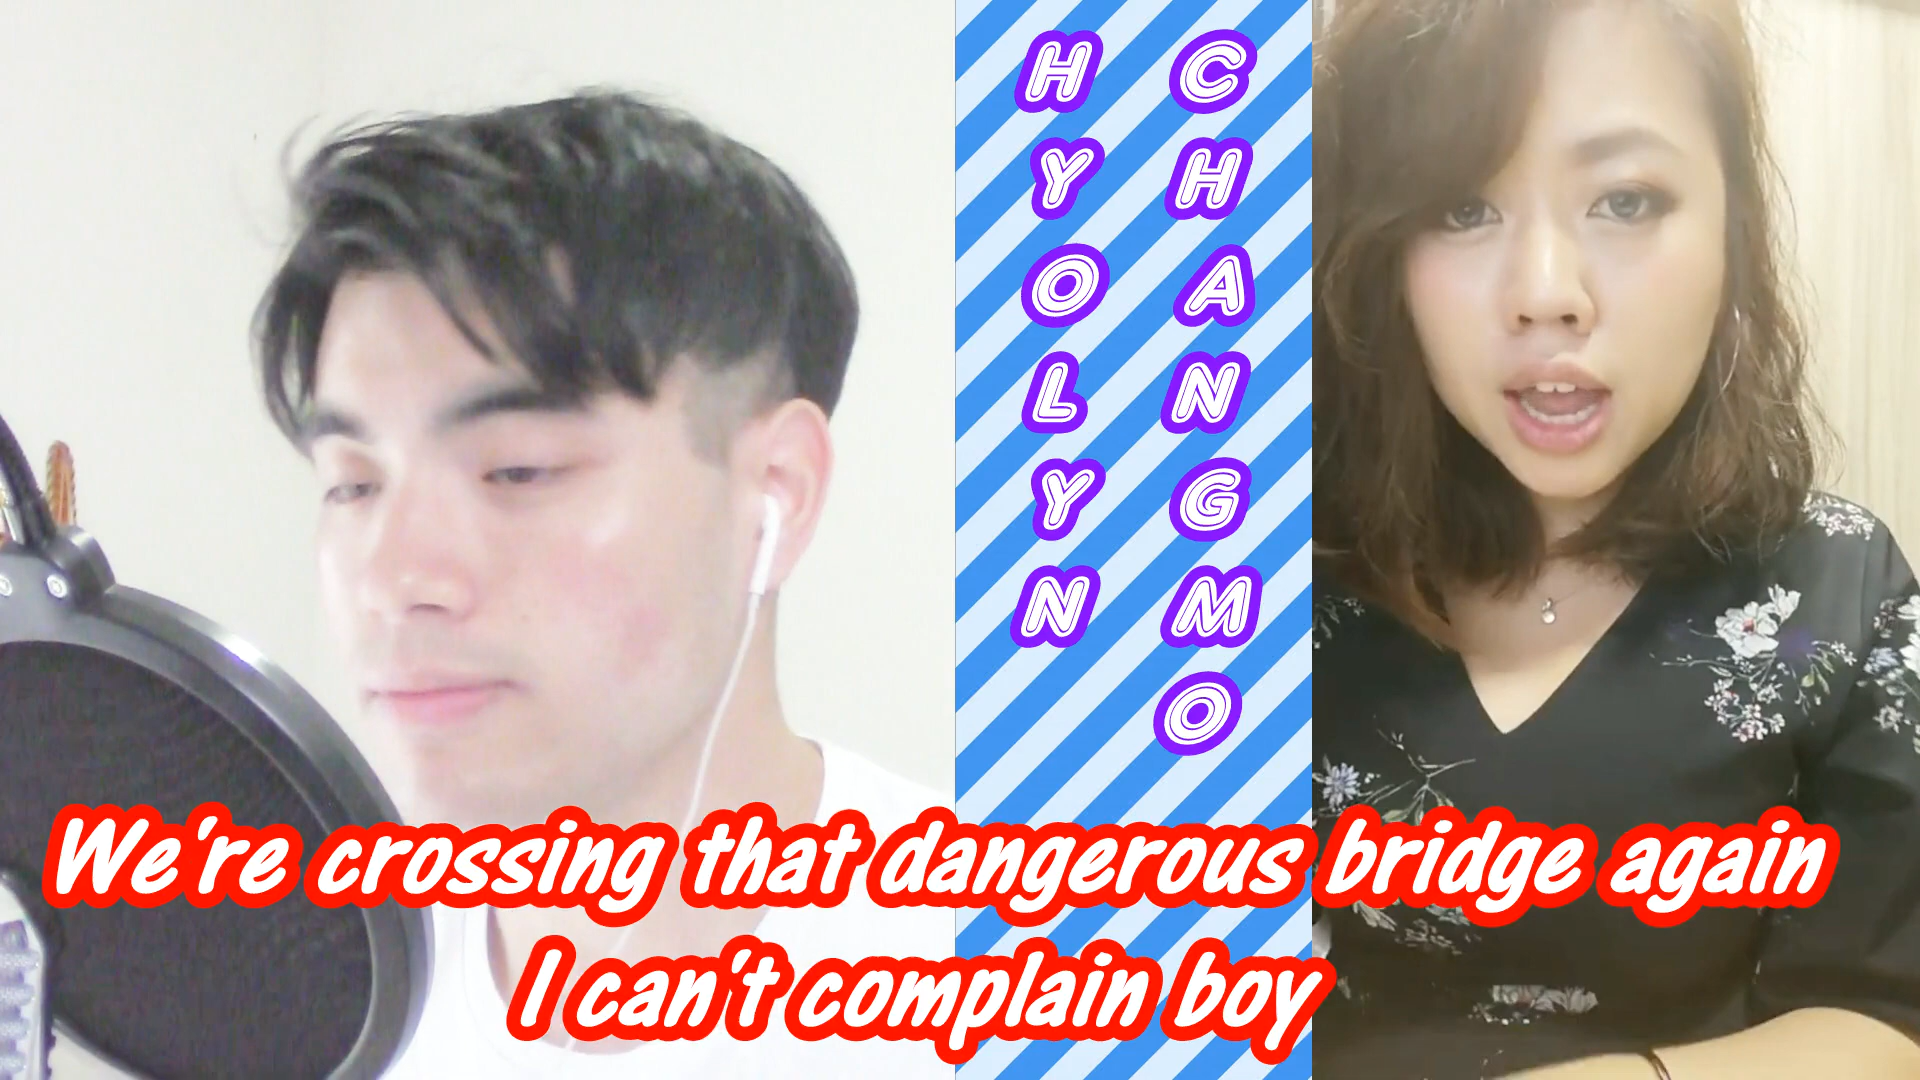 HYOLYN
CHANGMO
We're crossing that dangerous bridge again
I can't complain boy